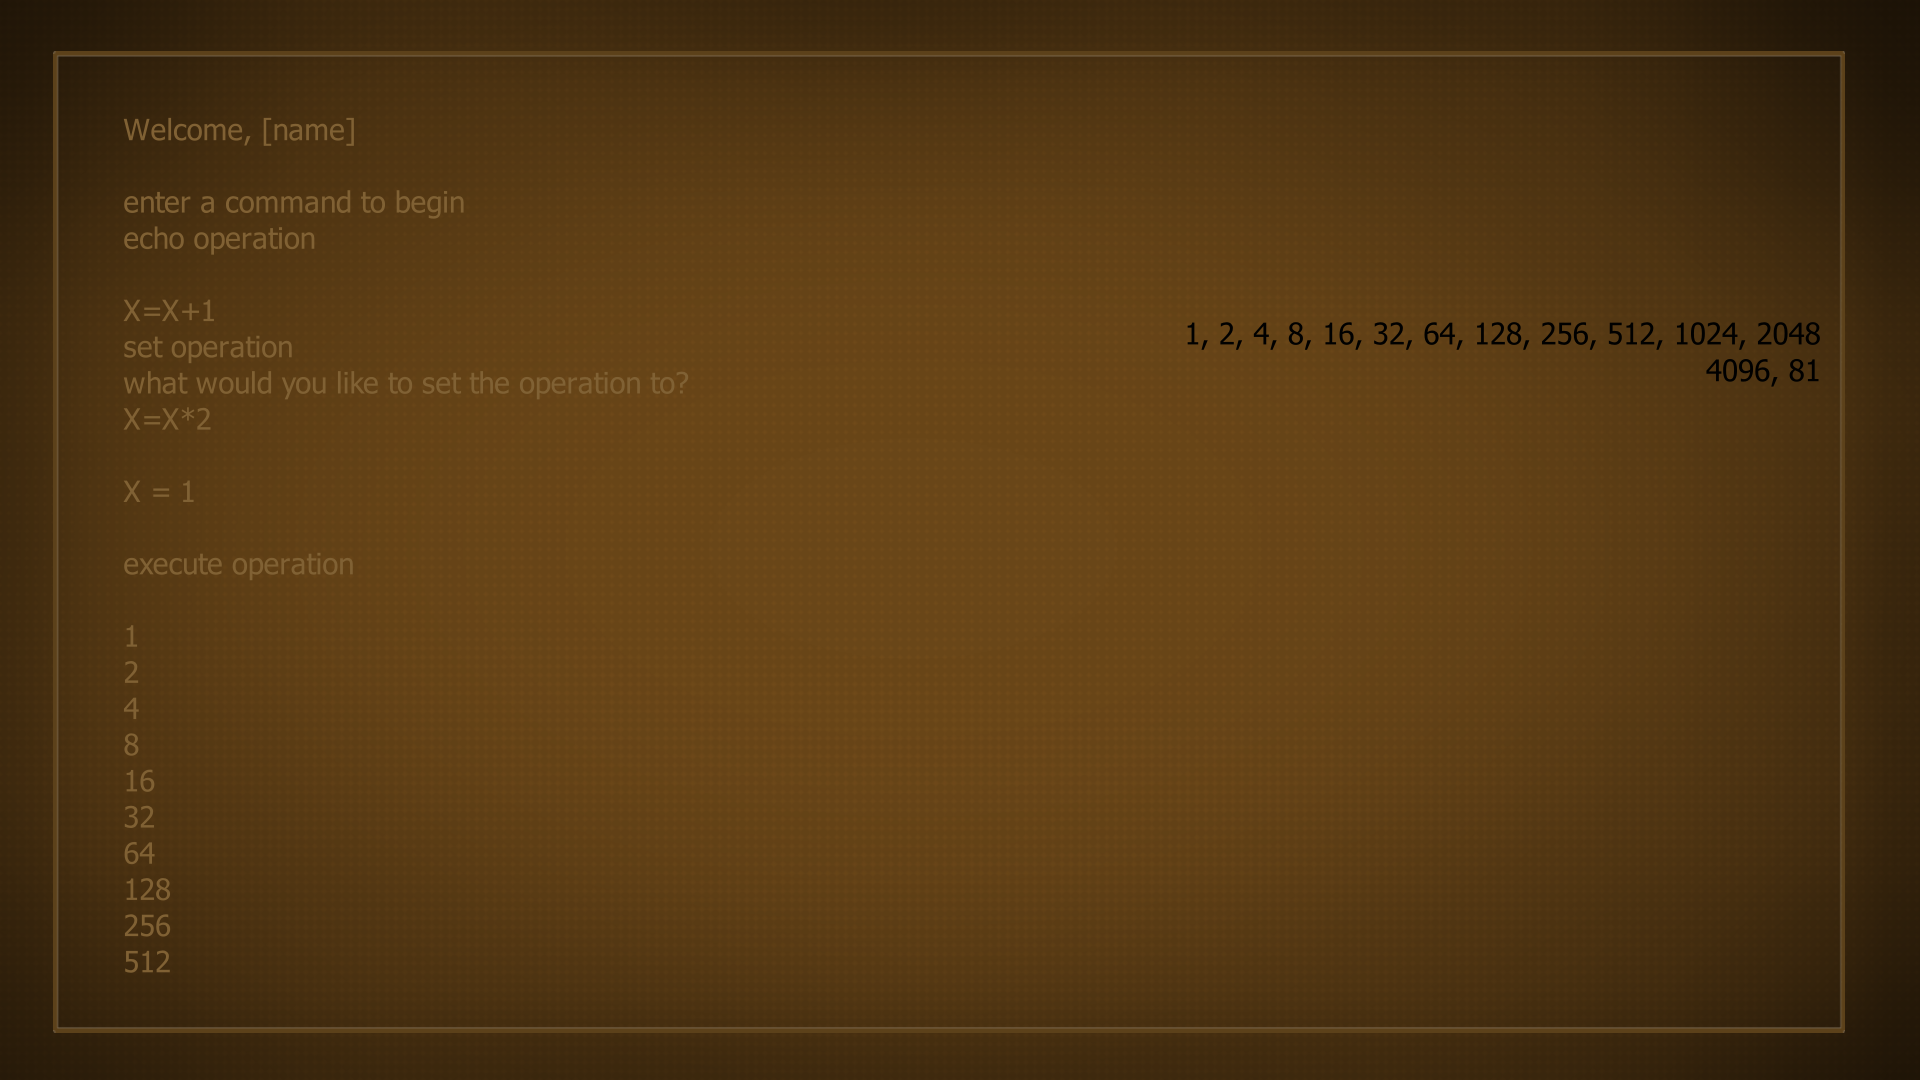 Welcome, [name]
enter a command to begin
echo operation
X=X+1
set operation
what would you like to set the operation to?
X=X*2
X = 1
execute operation
1
2
4
8
16
32
64
128
256
512
1, 2, 4, 8, 16, 32, 64, 128, 256, 512, 1024, 2048
4096, 81